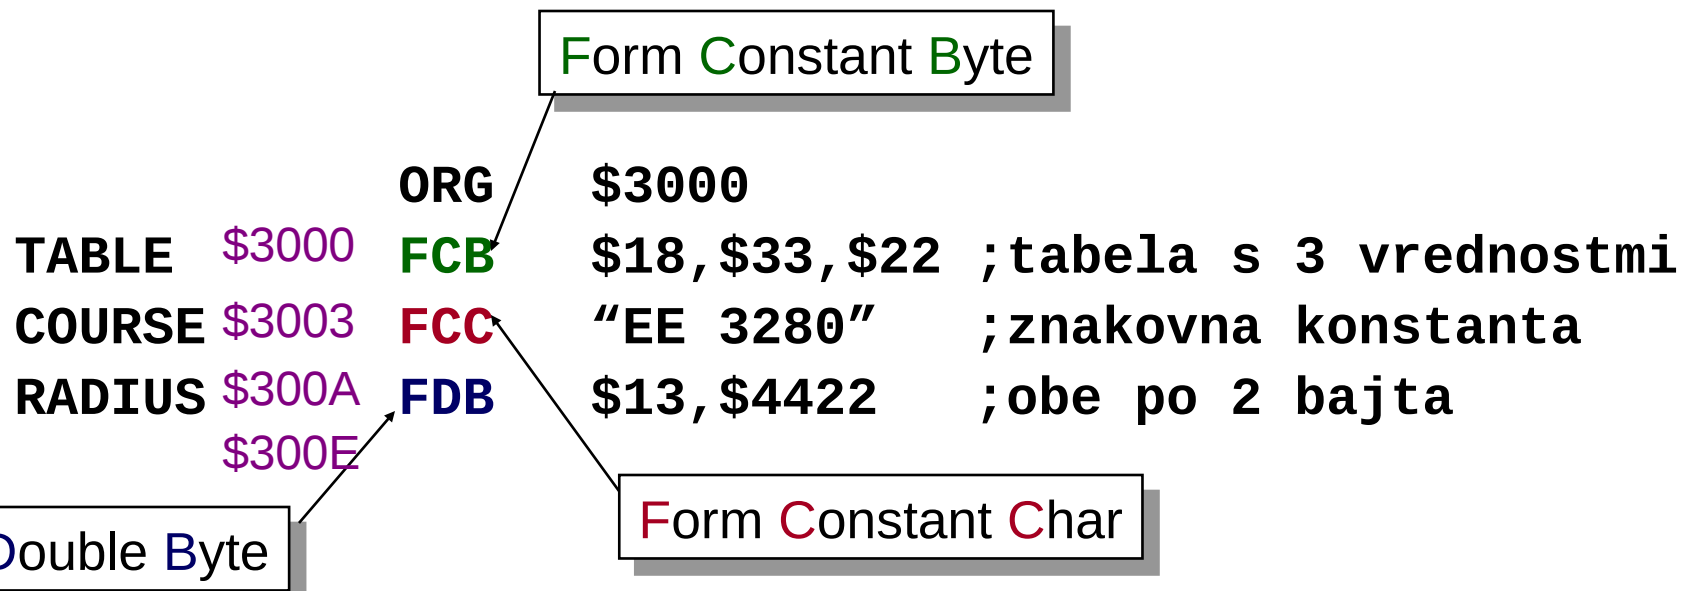 Form Constant Byte
ORG $3000
TABLE $3000 FCB $18,$33,$22 ;tabela s 3 vrednostmi
COURSE $3003 FCC “EE 3280” ;znakovna konstanta
RADIUS $300A FDB $13,$4422 ;obe po 2 bajta
$300E
Form Constant Char
Double Byte